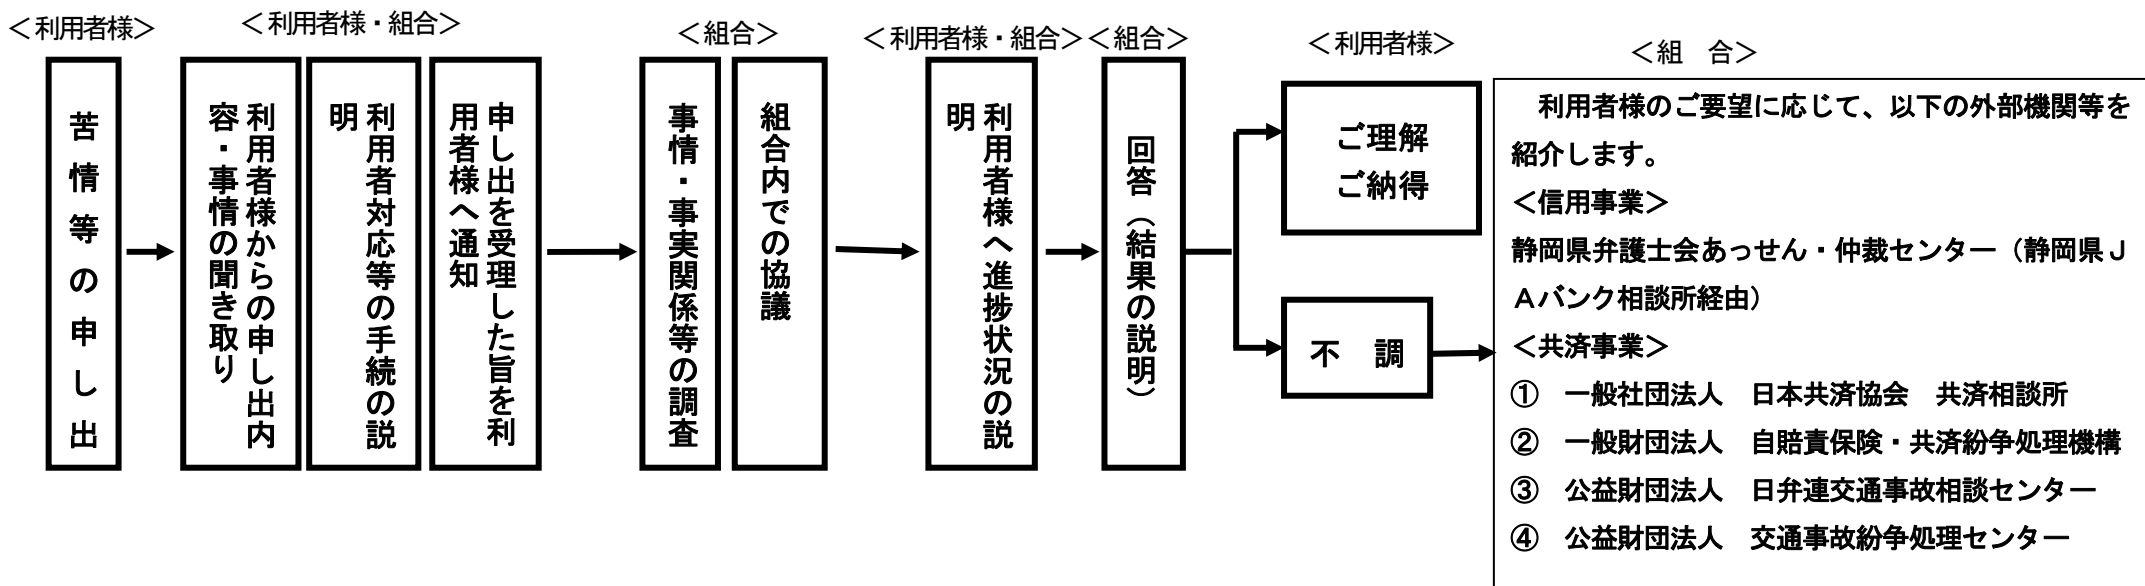 ＜利用者様＞
苦情等の申し出
＜利用者様・組合＞
利用者様からの申し出内
容・事情の聞き取り
利用者対応等の手続の説
明
申し出を受理した旨を利
用者様へ通知
＜組合＞
事情・事実関係等の調査
組合内での協議
＜利用者様・組合＞
利用者様へ進捗状況の説
明
＜組合＞
回答（結果の説明）
＜利用者様＞
ご理解
ご納得
不　調
＜組　合＞
利用者様のご要望に応じて、以下の外部機関等を
紹介します。
＜信用事業＞
静岡県弁護士会あっせん・仲裁センター（静岡県Ｊ
Ａバンク相談所経由）
＜共済事業＞
①　一般社団法人　日本共済協会　共済相談所
②　一般財団法人　自賠責保険・共済紛争処理機構
③　公益財団法人　日弁連交通事故相談センター
④　公益財団法人　交通事故紛争処理センター